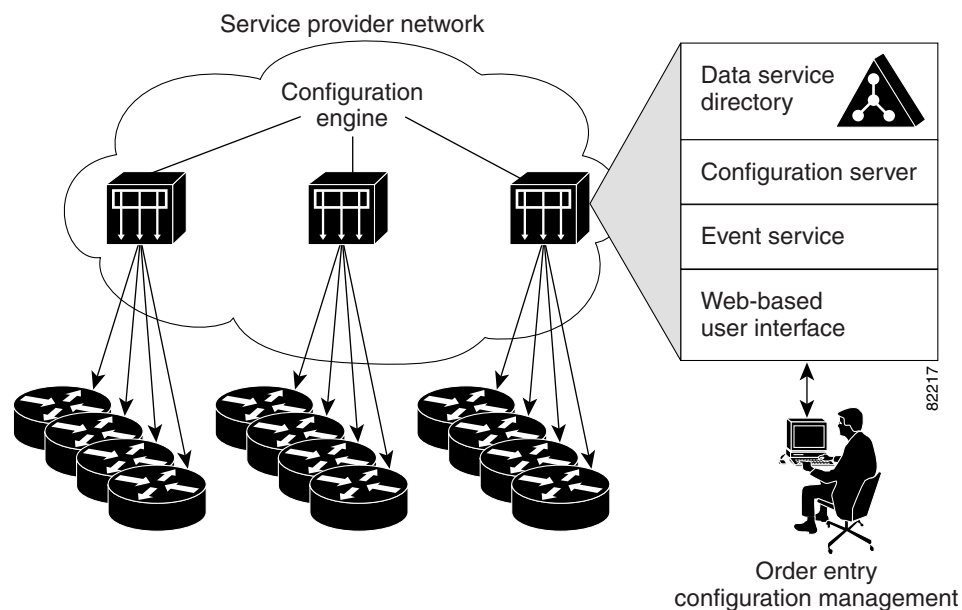 Service provider network
Configuration
engine
Data service
directory
Configuration server
Event service
Web-based
user interface
82217
Order entry
configuration management